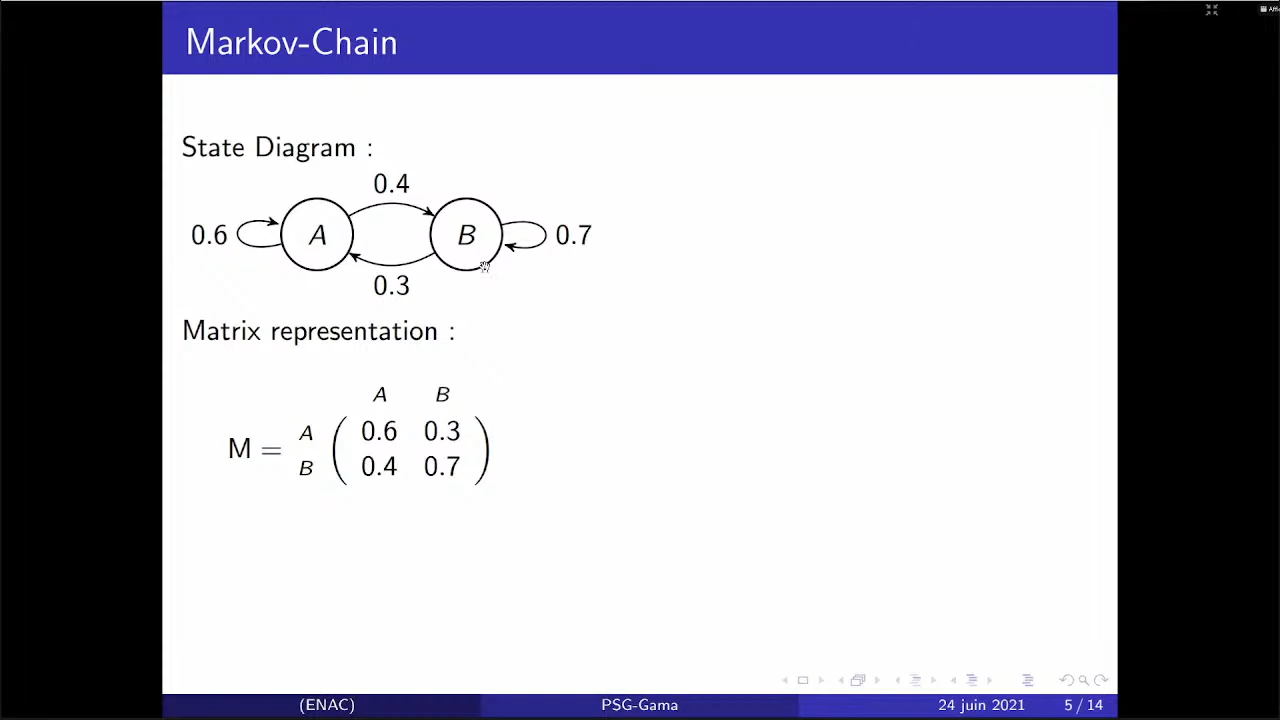 Markov-Chain
State Diagram :
0.4
0.6 A B 0.7
0.3
Matrix representation :
A B
M = A ( 0.6 0.3 )
B 0.4 0.7
(ENAC) PSG-Gama 24 juin 2021 5 / 14